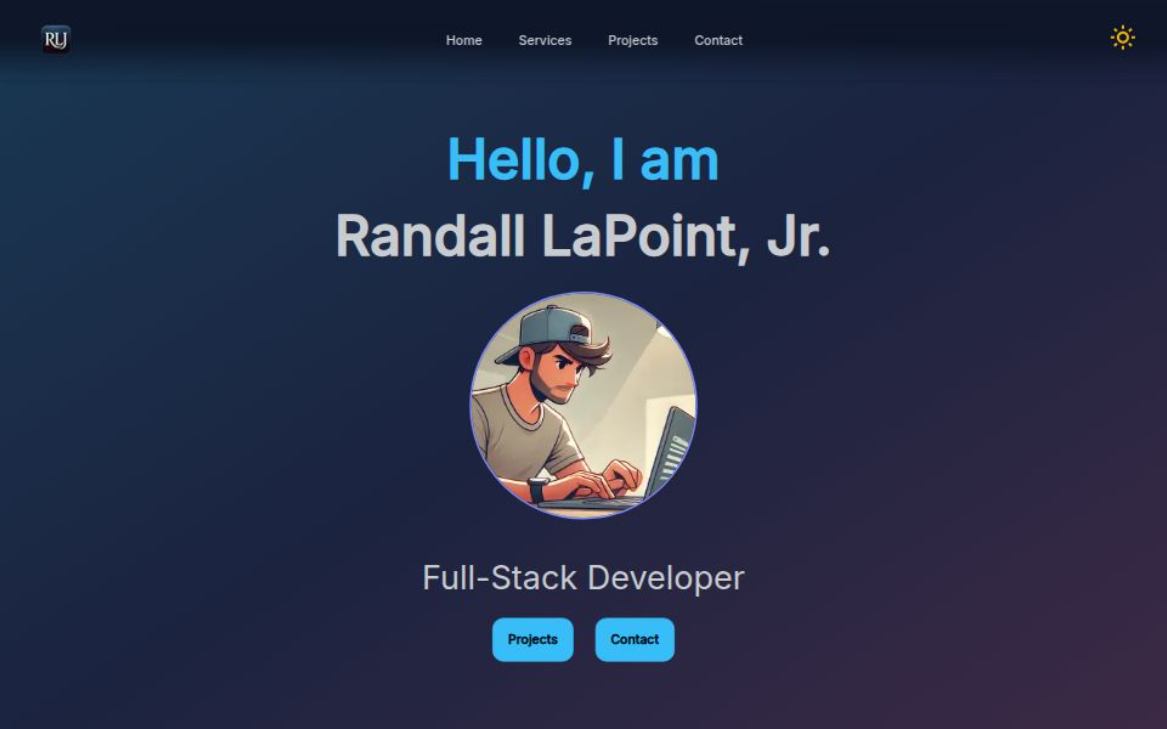 RLJ
Home Services Projects Contact
Hello, I am
Randall LaPoint, Jr.
Full-Stack Developer
Projects Contact